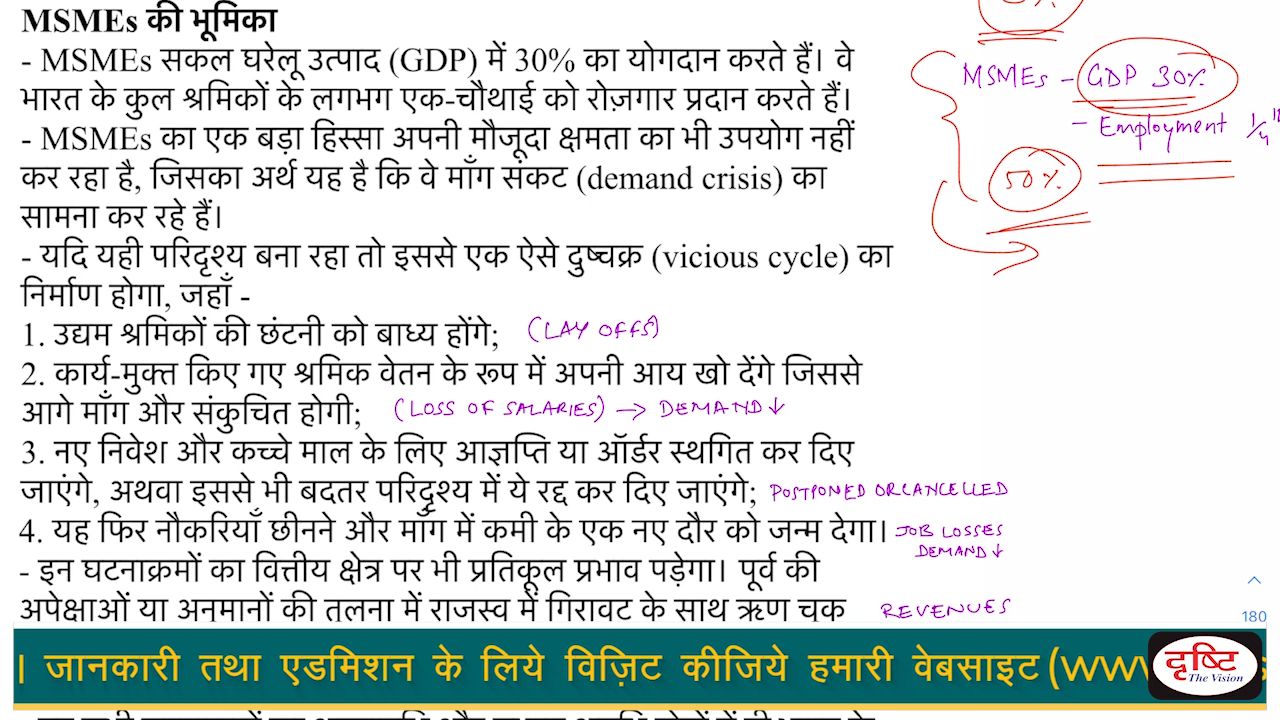 MSMEs की भूमिका
- MSMEs सकल घरेलू उत्पाद (GDP) में 30% का योगदान करते हैं। वे
भारत के कुल श्रमिकों के लगभग एक-चौथाई को रोज़गार प्रदान करते हैं।
- MSMEs का एक बड़ा हिस्सा अपनी मौजूदा क्षमता का भी उपयोग नहीं
कर रहा है, जिसका अर्थ यह है कि वे माँग संकट (demand crisis) का
सामना कर रहे हैं।
- यदि यही परिदृश्य बना रहा तो इससे एक ऐसे दुष्चक्र (vicious cycle) का
निर्माण होगा, जहाँ -
1. उद्यम श्रमिकों की छंटनी को बाध्य होंगे; (LAY OFFS)
2. कार्य-मुक्त किए गए श्रमिक वेतन के रूप में अपनी आय खो देंगे जिससे
आगे माँग और संकुचित होगी; (LOSS OF SALARIES) → DEMAND ↓
3. नए निवेश और कच्चे माल के लिए आज्ञप्ति या ऑर्डर स्थगित कर दिए
जाएंगे, अथवा इससे भी बदतर परिदृश्य में ये रद्द कर दिए जाएंगे; POSTPONED OR CANCELLED
4. यह फिर नौकरियाँ छीनने और माँग में कमी के एक नए दौर को जन्म देगा। JOB LOSSES
DEMAND ↓
- इन घटनाक्रमों का वित्तीय क्षेत्र पर भी प्रतिकूल प्रभाव पड़ेगा। पूर्व की
अपेक्षाओं या अनमानों की तलना में राजस्व में गिरावट के साथ ऋण चक REVENUES
MSMEs - GDP 30%
- Employment 1/4
50%
180
। जानकारी तथा एडमिशन के लिये विज़िट कीजिये हमारी वेबसाइट (www
दृष्टि
The Vision